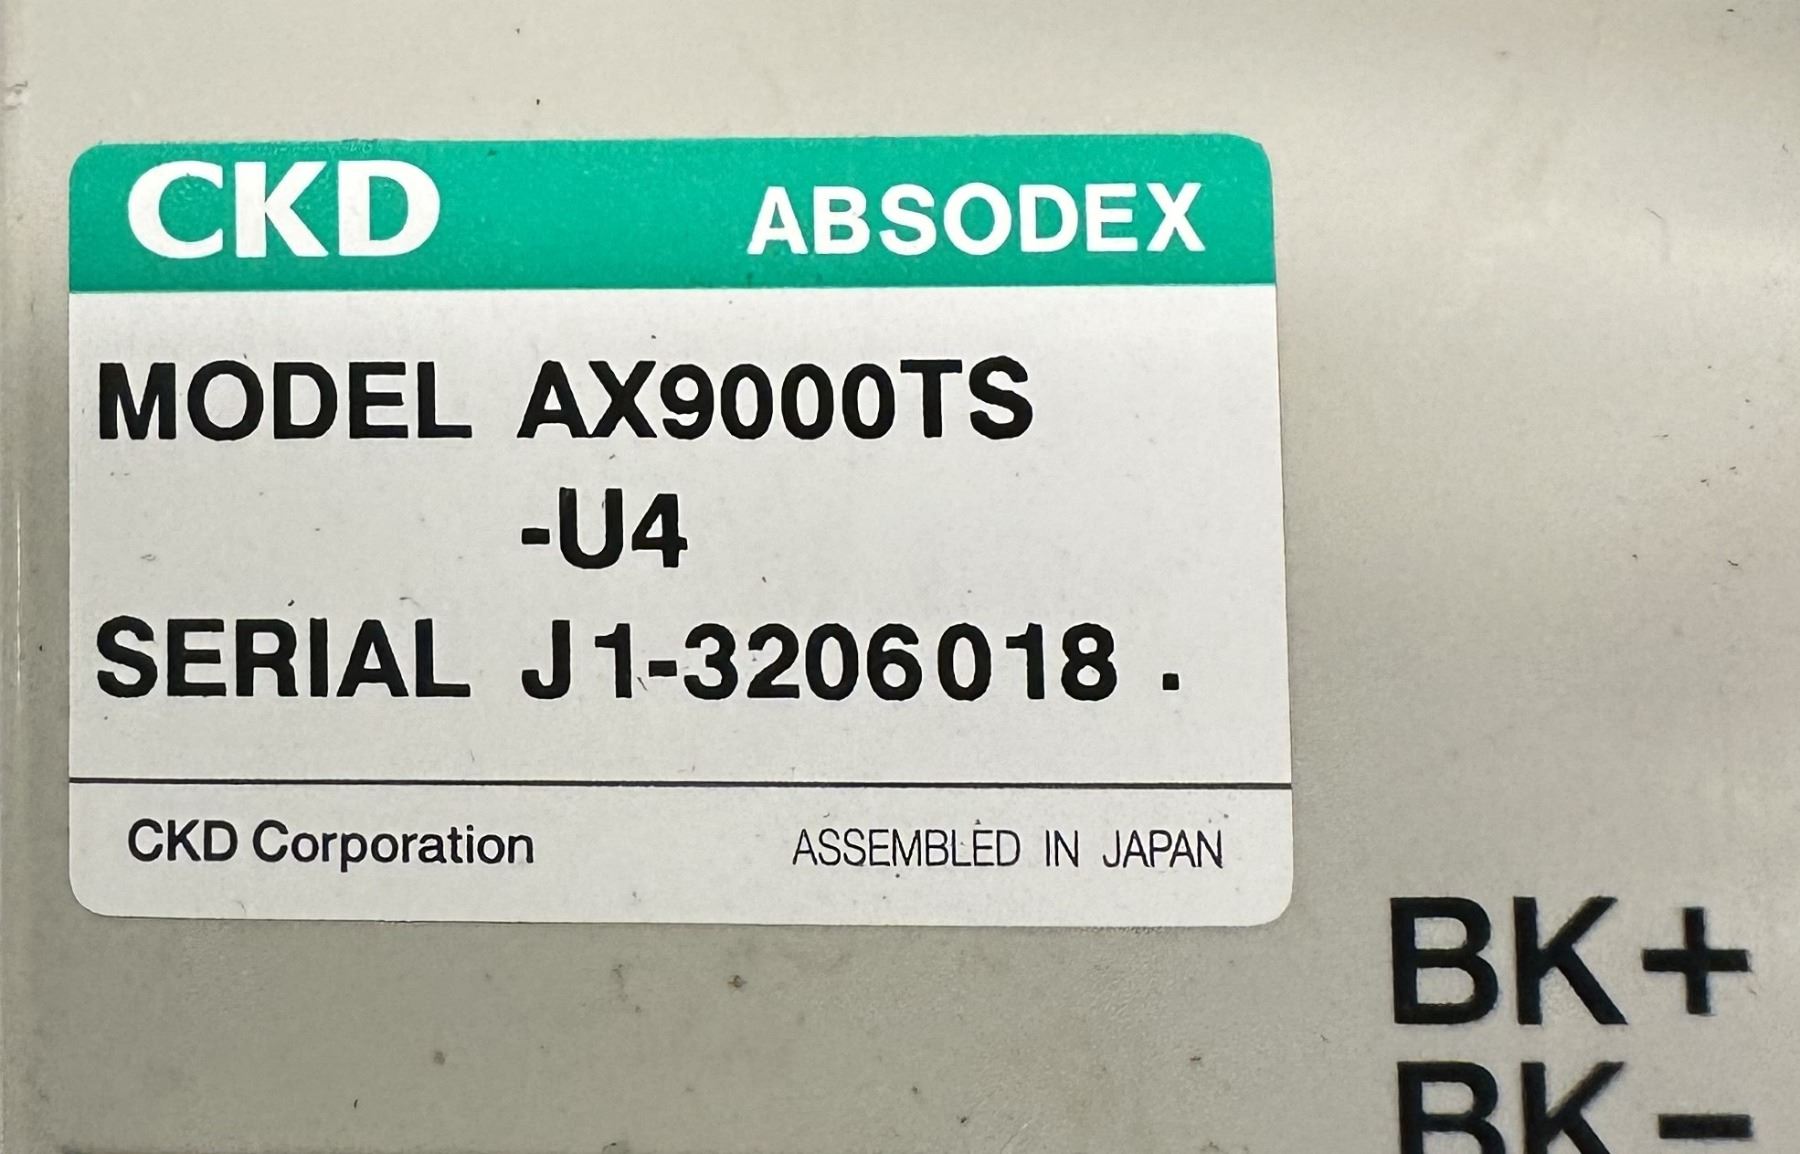 CKD ABSODEX
MODEL AX9000TS
-U4
SERIAL J1-3206018 .
CKD Corporation ASSEMBLED IN JAPAN
BK+
BK-